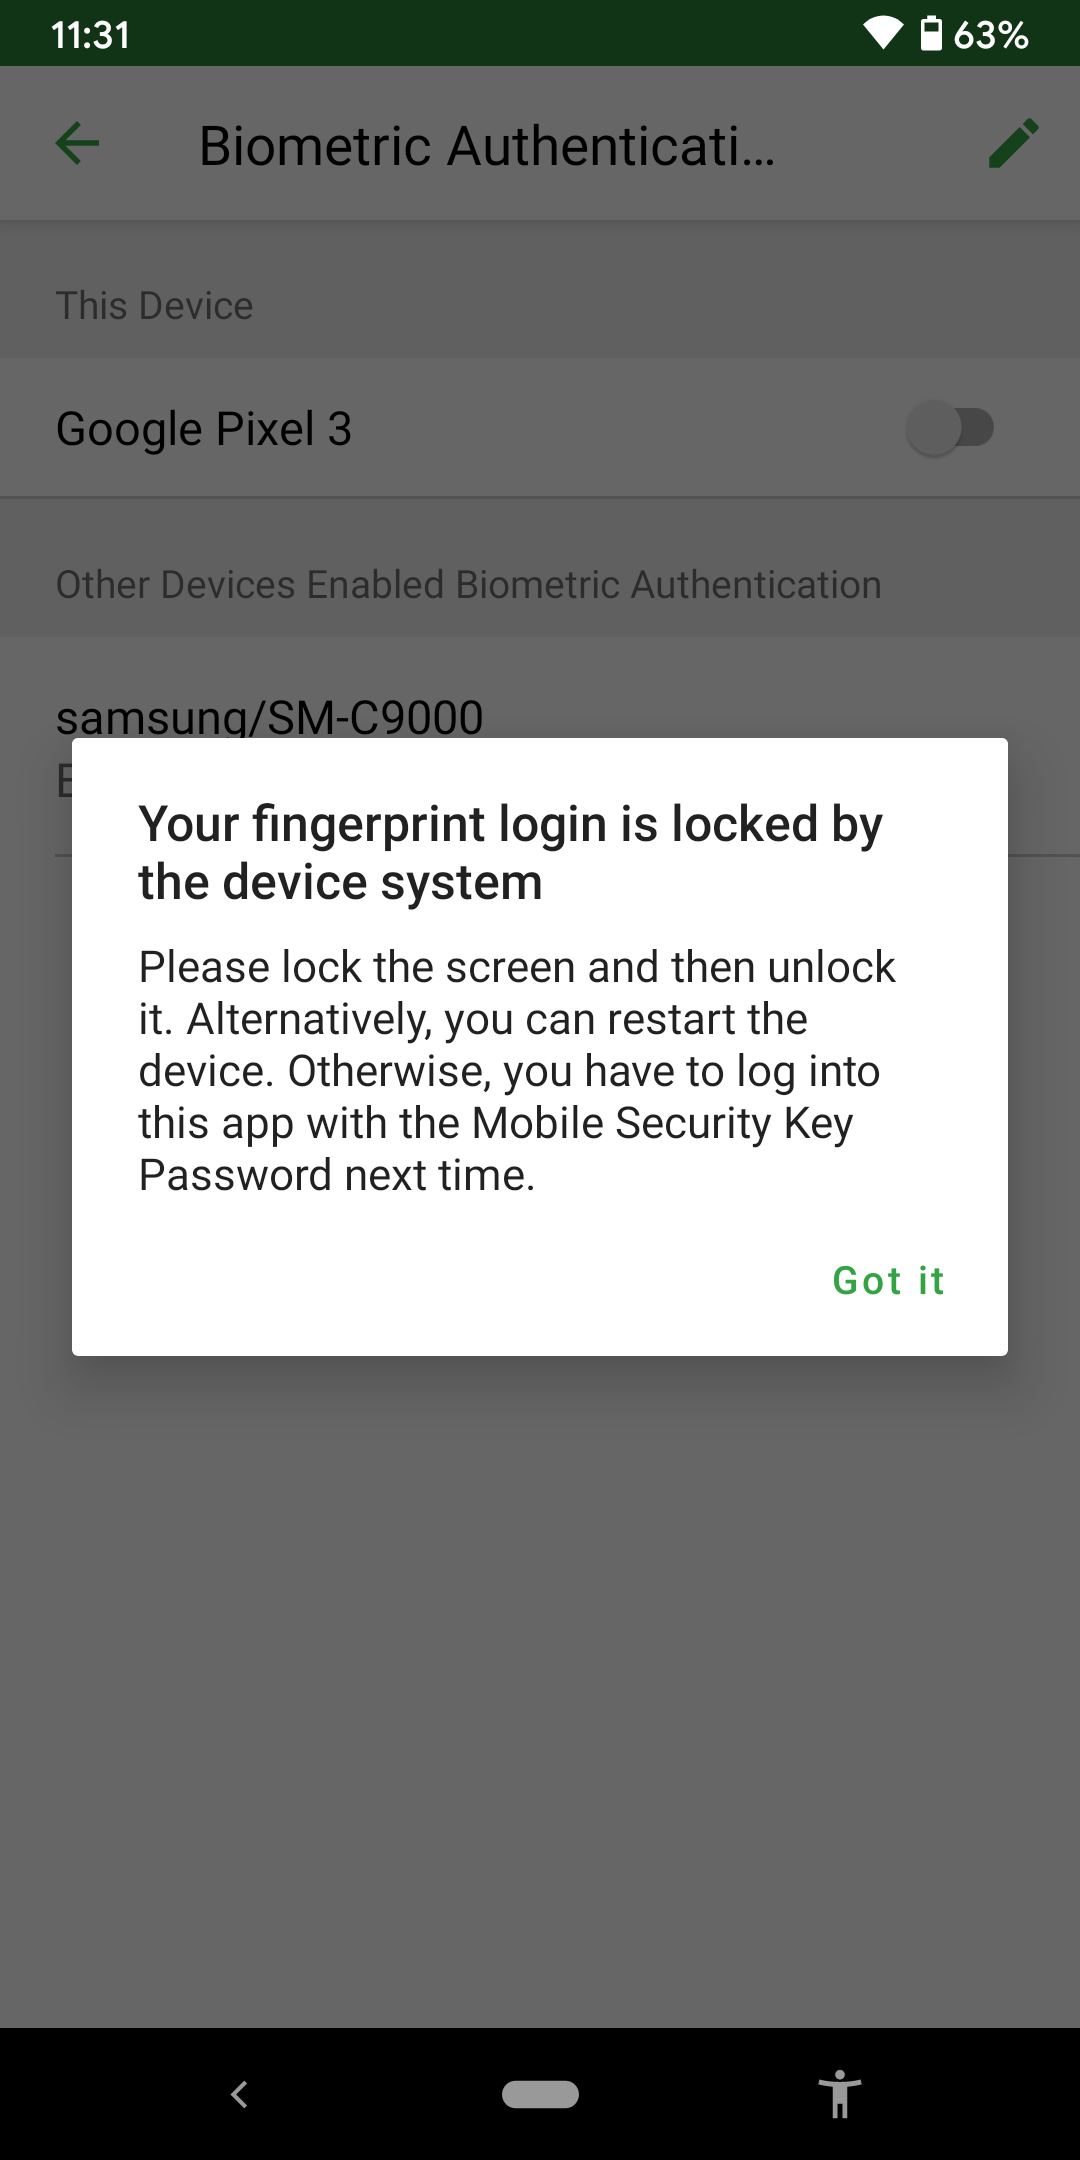 11:31
63%
Biometric Authenticati...
This Device
Google Pixel 3
Other Devices Enabled Biometric Authentication
samsung/SM-C9000
Your fingerprint login is locked by
the device system
Please lock the screen and then unlock
it. Alternatively, you can restart the
device. Otherwise, you have to log into
this app with the Mobile Security Key
Password next time.
Got it